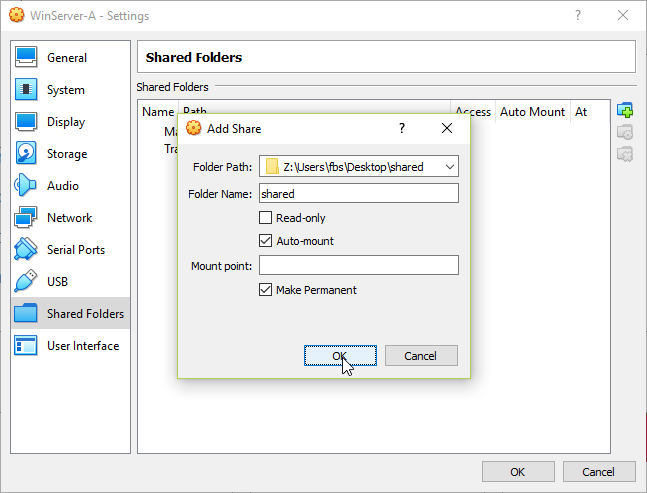 WinServer-A - Settings
General
System
Display
Storage
Audio
Network
Serial Ports
USB
Shared Folders
User Interface
Shared Folders
Shared Folders
Name Path Access Auto Mount At
Ma
Tra
Add Share
Folder Path: Z:\Users\fbs\Desktop\shared
Folder Name: shared
Read-only
Auto-mount
Mount point:
Make Permanent
OK Cancel
OK Cancel